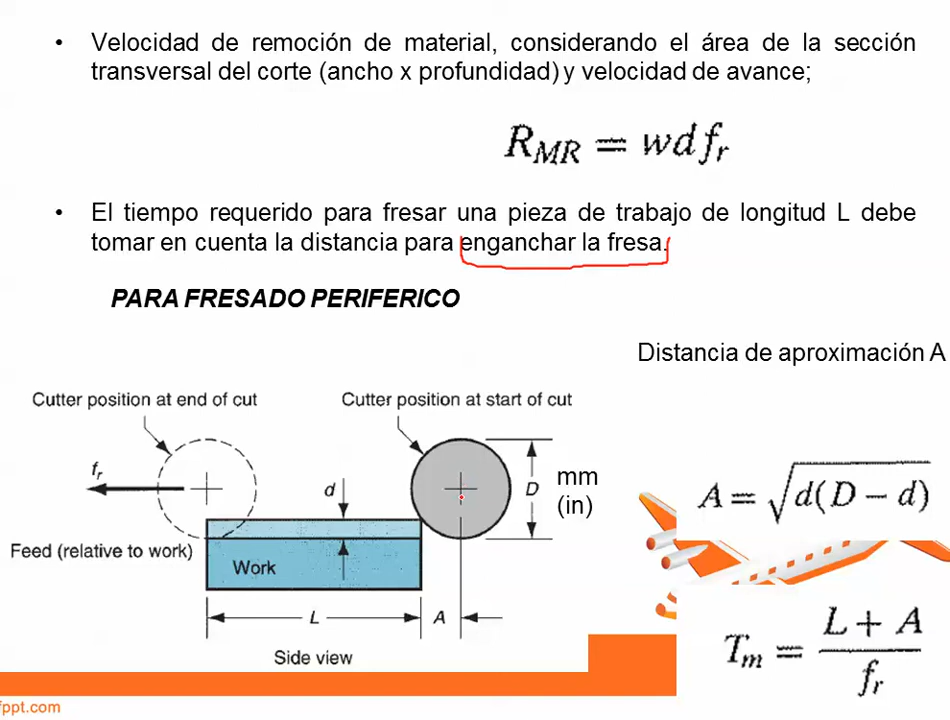 • Velocidad de remoción de material, considerando el área de la sección
transversal del corte (ancho x profundidad) y velocidad de avance;
R_MR = wdf_r
• El tiempo requerido para fresar una pieza de trabajo de longitud L debe
tomar en cuenta la distancia para enganchar la fresa.
PARA FRESADO PERIFERICO
Distancia de aproximación A
Cutter position at end of cut
Cutter position at start of cut
f_r
d
D
mm
(in)
A = √d(D − d)
Feed (relative to work)
Work
L
A
Side view
T_m = (L + A)/f_r
fppt.com